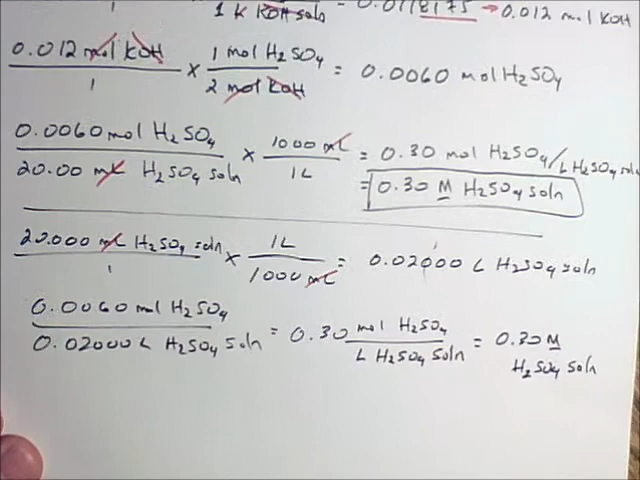 1 K KOH soln = 0.0118175 → 0.012 mol KOH
0.012 mol KOH / 1 × 1 mol H₂SO₄ / 2 mol KOH = 0.0060 mol H₂SO₄
0.0060 mol H₂SO₄ / 20.00 mL H₂SO₄ soln × 1000 mL / 1L = 0.30 mol H₂SO₄/L H₂SO₄ soln
= 0.30 M H₂SO₄ soln
20.000 mL H₂SO₄ soln / 1 × 1L / 1000 mL = 0.02000 L H₂SO₄ soln
0.0060 mol H₂SO₄ / 0.02000 L H₂SO₄ soln = 0.30 mol H₂SO₄ / L H₂SO₄ soln = 0.30 M
H₂SO₄ soln